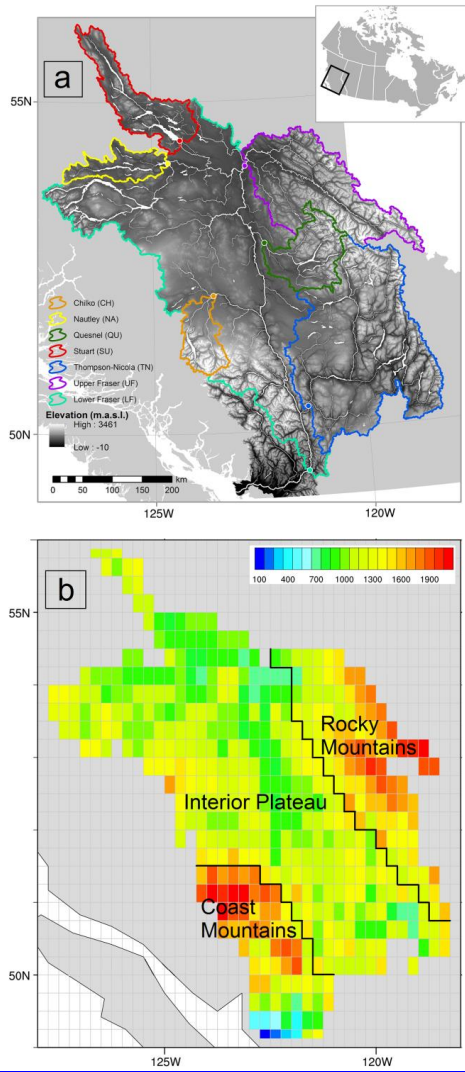 a
55N
50N
Chilko (CH)
Nautley (NA)
Quesnel (QU)
Stuart (SU)
Thompson-Nicola (TN)
Upper Fraser (UF)
Lower Fraser (LF)
Elevation (m.a.s.l.)
High : 3461
Low : -10
0 25 50 100 150 200
km
125W 120W
b
100 400 700 1000 1300 1600 1900
55N
Rocky
Mountains
Interior Plateau
Coast
Mountains
50N
125W 120W